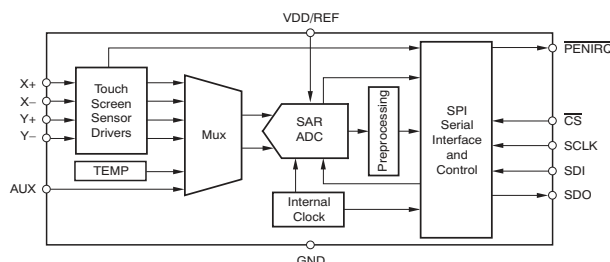 VDD/REF
PENIRQ
X+
X−
Y+
Y−
Touch
Screen
Sensor
Drivers
Mux
SAR
ADC
Preprocessing
SPI
Serial
Interface
and
Control
CS
SCLK
SDI
SDO
TEMP
AUX
Internal
Clock
GND